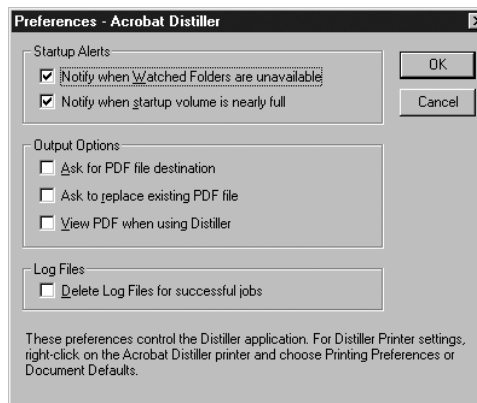 Preferences - Acrobat Distiller
Startup Alerts
Notify when Watched Folders are unavailable
Notify when startup volume is nearly full
OK
Cancel
Output Options
Ask for PDF file destination
Ask to replace existing PDF file
View PDF when using Distiller
Log Files
Delete Log Files for successful jobs
These preferences control the Distiller application. For Distiller Printer settings,
right-click on the Acrobat Distiller printer and choose Printing Preferences or
Document Defaults.